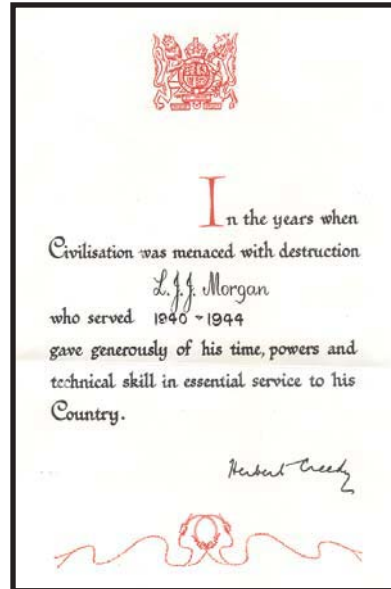 In the years when
Civilisation was menaced with destruction
L.J.J. Morgan
who served 1940-1944
gave generously of his time, powers and
technical skill in essential service to his
Country.
Herbert Creedy